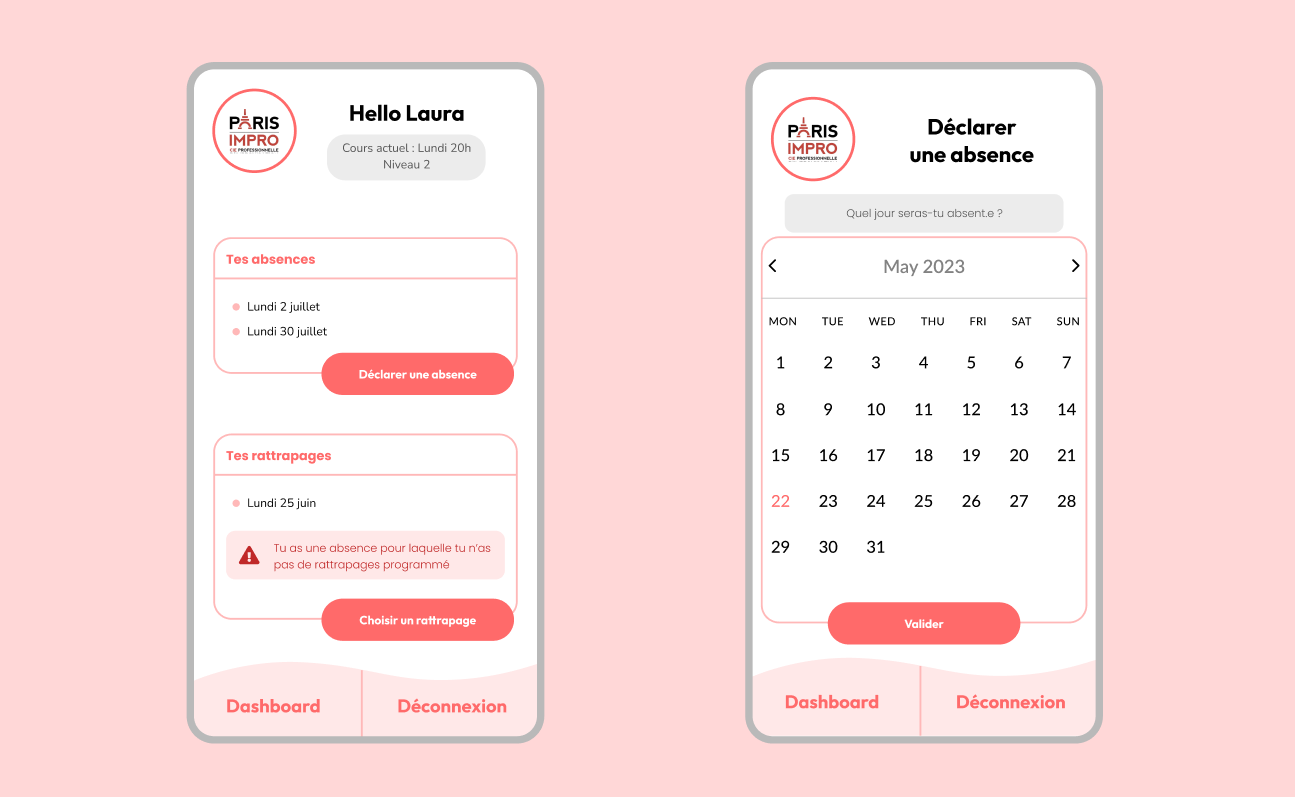 PARIS
IMPRO
CIE PROFESSIONNELLE
Hello Laura
Cours actuel : Lundi 20h
Niveau 2
Tes absences
Lundi 2 juillet
Lundi 30 juillet
Déclarer une absence
Tes rattrapages
Lundi 25 juin
Tu as une absence pour laquelle tu n'as
pas de rattrapages programmé
Choisir un rattrapage
Dashboard
Déconnexion
PARIS
IMPRO
CIE PROFESSIONNELLE
Déclarer
une absence
Quel jour seras-tu absent.e ?
May 2023
MON TUE WED THU FRI SAT SUN
1 2 3 4 5 6 7
8 9 10 11 12 13 14
15 16 17 18 19 20 21
22 23 24 25 26 27 28
29 30 31
Valider
Dashboard
Déconnexion